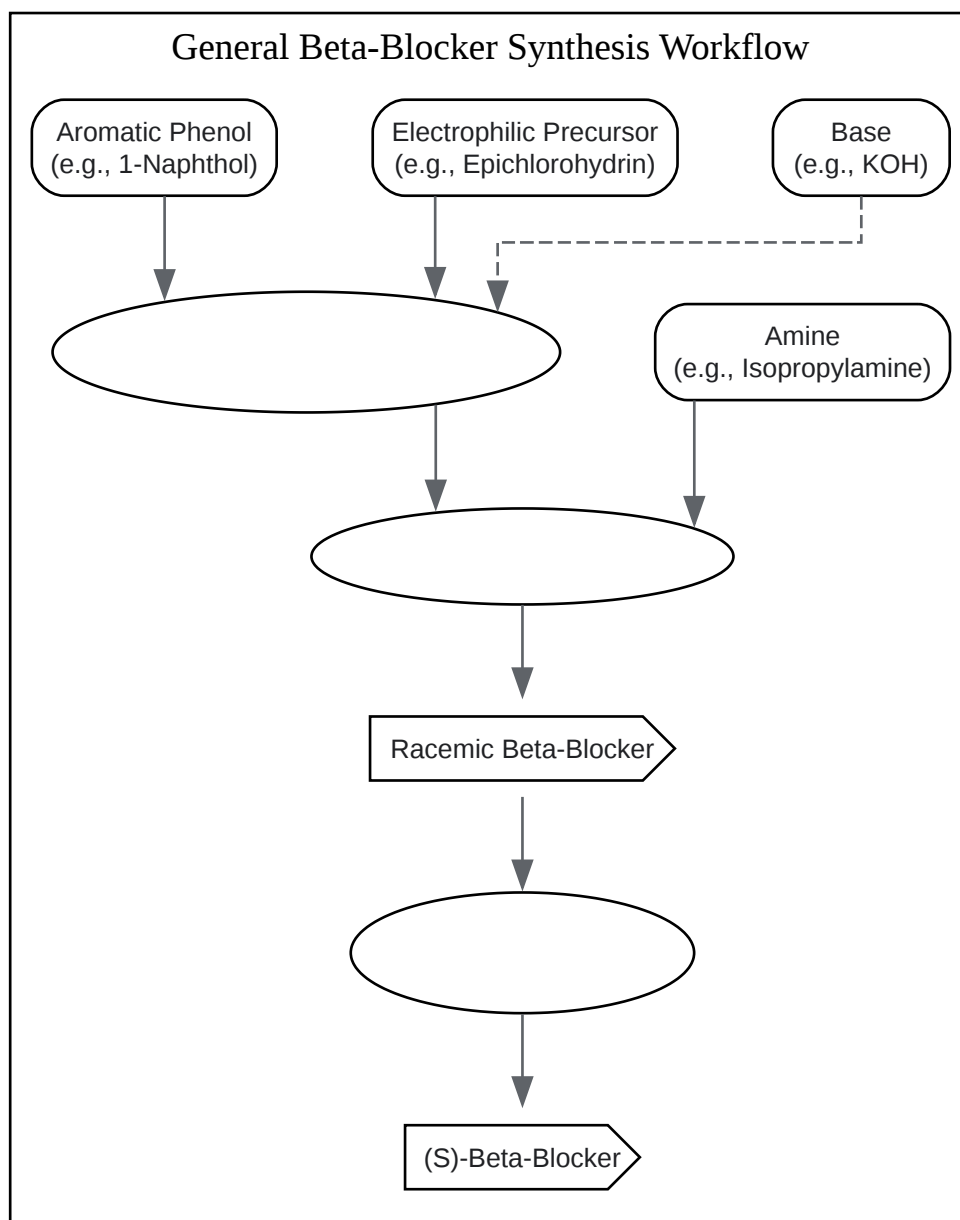 General Beta-Blocker Synthesis Workflow
Aromatic Phenol
(e.g., 1-Naphthol)
Electrophilic Precursor
(e.g., Epichlorohydrin)
Base
(e.g., KOH)
Amine
(e.g., Isopropylamine)
Racemic Beta-Blocker
(S)-Beta-Blocker